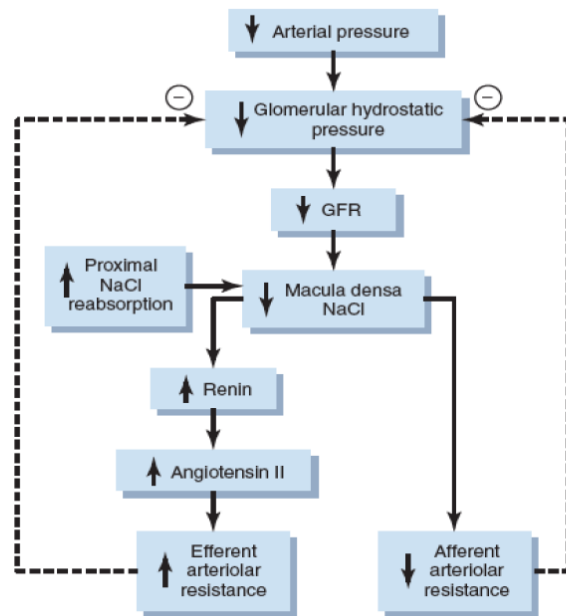 Arterial pressure
−
−
Glomerular hydrostatic
pressure
GFR
Proximal
NaCl
reabsorption
Macula densa
NaCl
Renin
Angiotensin II
Efferent
arteriolar
resistance
Afferent
arteriolar
resistance